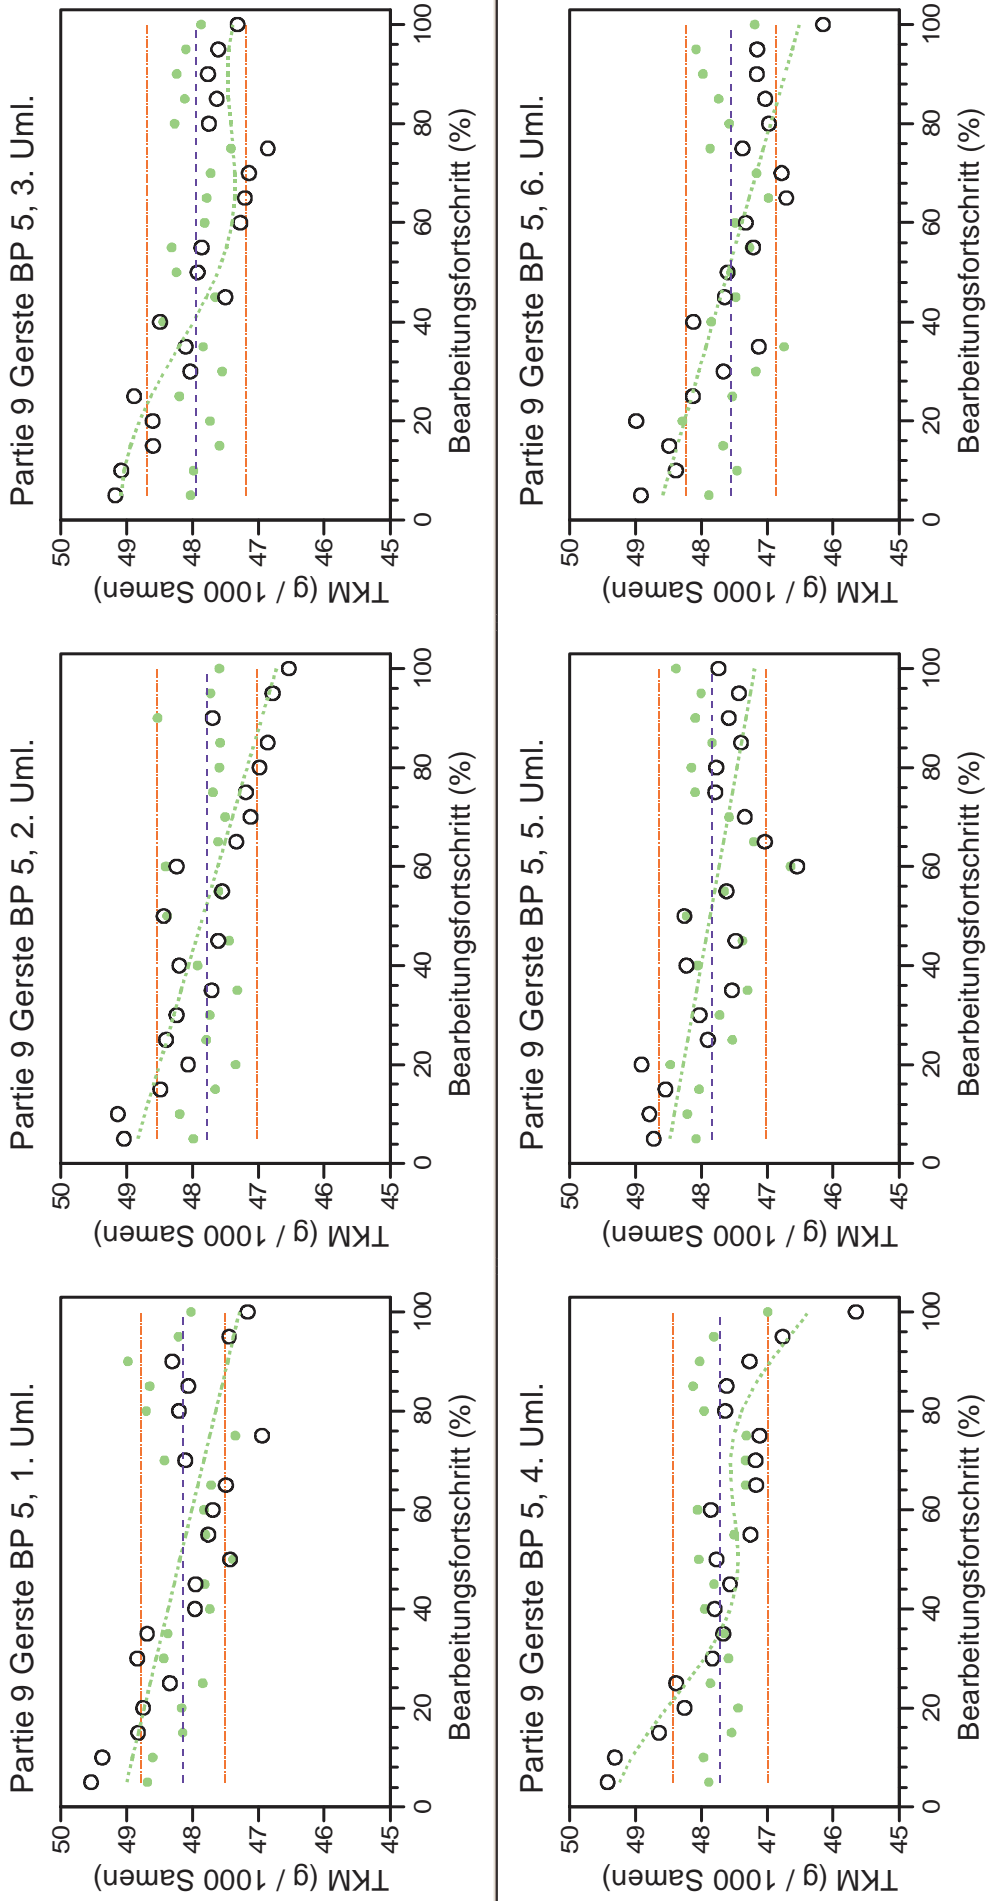 Partie 9 Gerste BP 5, 1. Uml.
TKM (g / 1000 Samen)
50
49
48
47
46
45
0 20 40 60 80 100
Bearbeitungsfortschritt (%)
Partie 9 Gerste BP 5, 2. Uml.
TKM (g / 1000 Samen)
50
49
48
47
46
45
0 20 40 60 80 100
Bearbeitungsfortschritt (%)
Partie 9 Gerste BP 5, 3. Uml.
TKM (g / 1000 Samen)
50
49
48
47
46
45
0 20 40 60 80 100
Bearbeitungsfortschritt (%)
Partie 9 Gerste BP 5, 4. Uml.
TKM (g / 1000 Samen)
50
49
48
47
46
45
0 20 40 60 80 100
Bearbeitungsfortschritt (%)
Partie 9 Gerste BP 5, 5. Uml.
TKM (g / 1000 Samen)
50
49
48
47
46
45
0 20 40 60 80 100
Bearbeitungsfortschritt (%)
Partie 9 Gerste BP 5, 6. Uml.
TKM (g / 1000 Samen)
50
49
48
47
46
45
0 20 40 60 80 100
Bearbeitungsfortschritt (%)